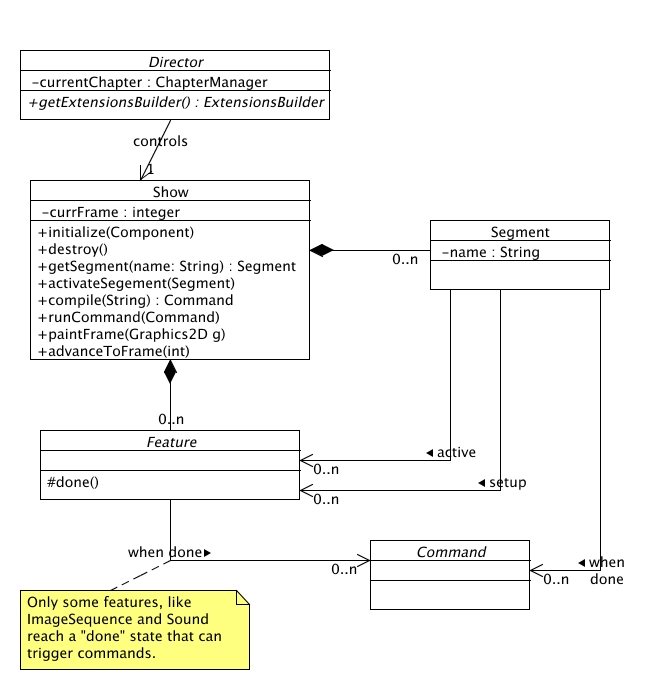 Director
-currentChapter : ChapterManager
+getExtensionsBuilder() : ExtensionsBuilder
controls
1
Show
-currFrame : integer
+initialize(Component)
+destroy()
+getSegment(name: String) : Segment
+activateSegement(Segment)
+compile(String) : Command
+runCommand(Command)
+paintFrame(Graphics2D g)
+advanceToFrame(int)
0..n
Segment
-name : String
0..n
Feature
#done()
◄ active
0..n
◄ setup
0..n
when done►
0..n
Command
◄ when
done
0..n
Only some features, like
ImageSequence and Sound
reach a "done" state that can
trigger commands.